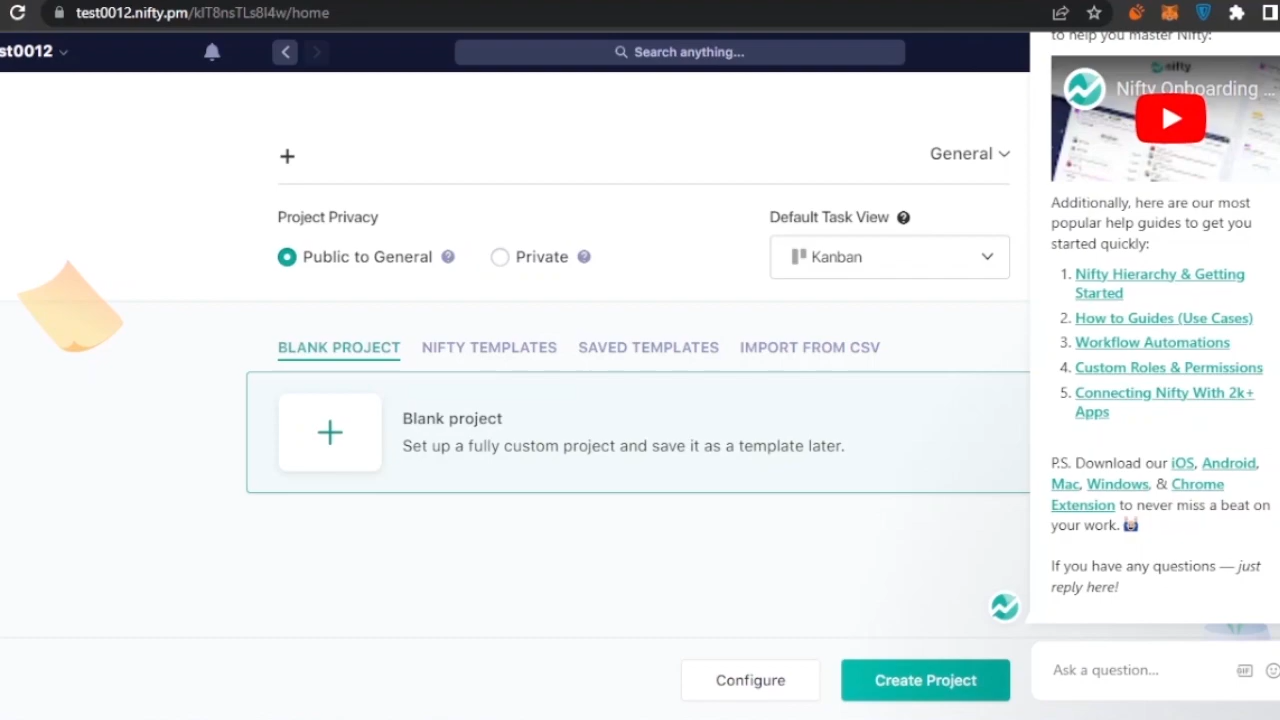 test0012.nifty.pm/klT8nsTLs8I4w/home
st0012
Search anything...
General
Project Privacy
Default Task View
Public to General
Private
Kanban
BLANK PROJECT
NIFTY TEMPLATES
SAVED TEMPLATES
IMPORT FROM CSV
Blank project
Set up a fully custom project and save it as a template later.
Configure
Create Project
to help you master Nifty:
nifty
Nifty Onboarding ...
Additionally, here are our most
popular help guides to get you
started quickly:
1. Nifty Hierarchy & Getting
Started
2. How to Guides (Use Cases)
3. Workflow Automations
4. Custom Roles & Permissions
5. Connecting Nifty With 2k+
Apps
P.S. Download our iOS, Android,
Mac, Windows, & Chrome
Extension to never miss a beat on
your work. 🙌
If you have any questions — just
reply here!
Ask a question...
GIF